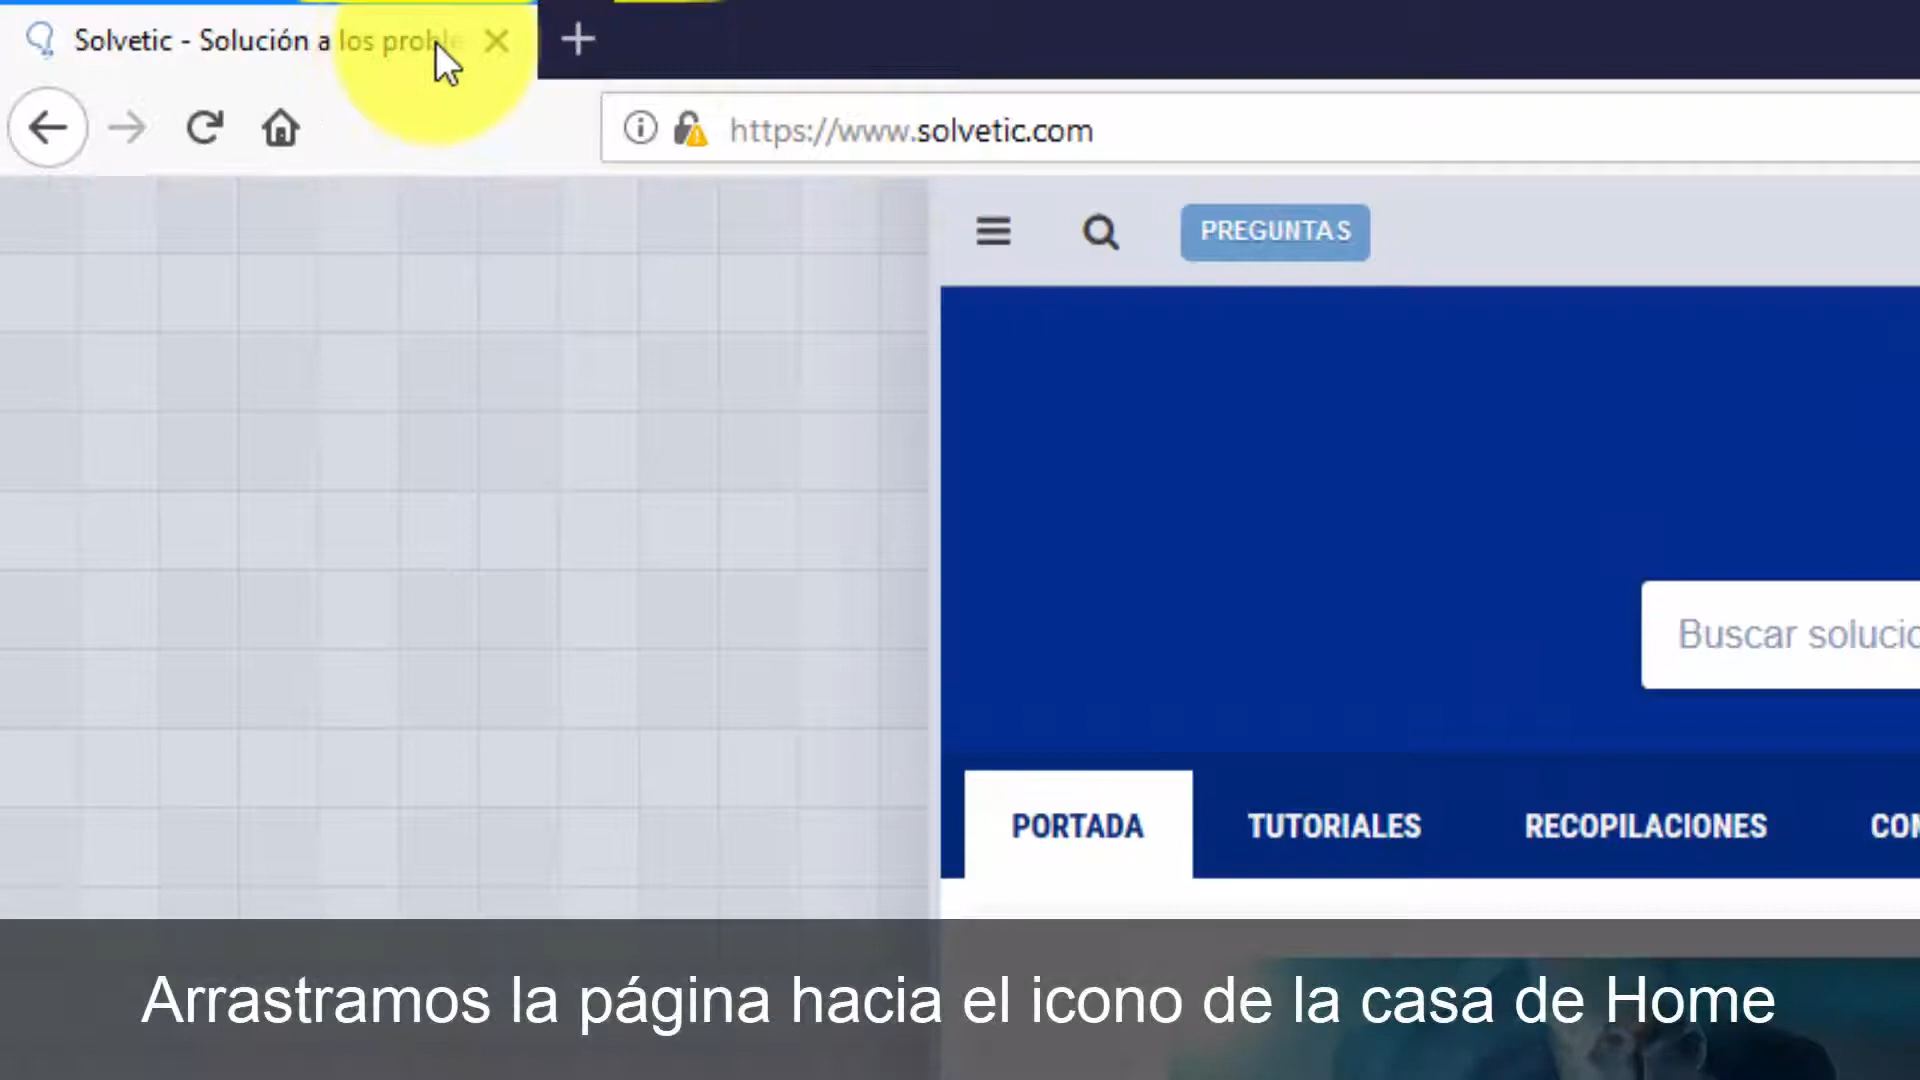 Solvetic - Solución a los proble
https://www.solvetic.com
PREGUNTAS
Buscar solucio
PORTADA TUTORIALES RECOPILACIONES COM
Arrastramos la página hacia el icono de la casa de Home